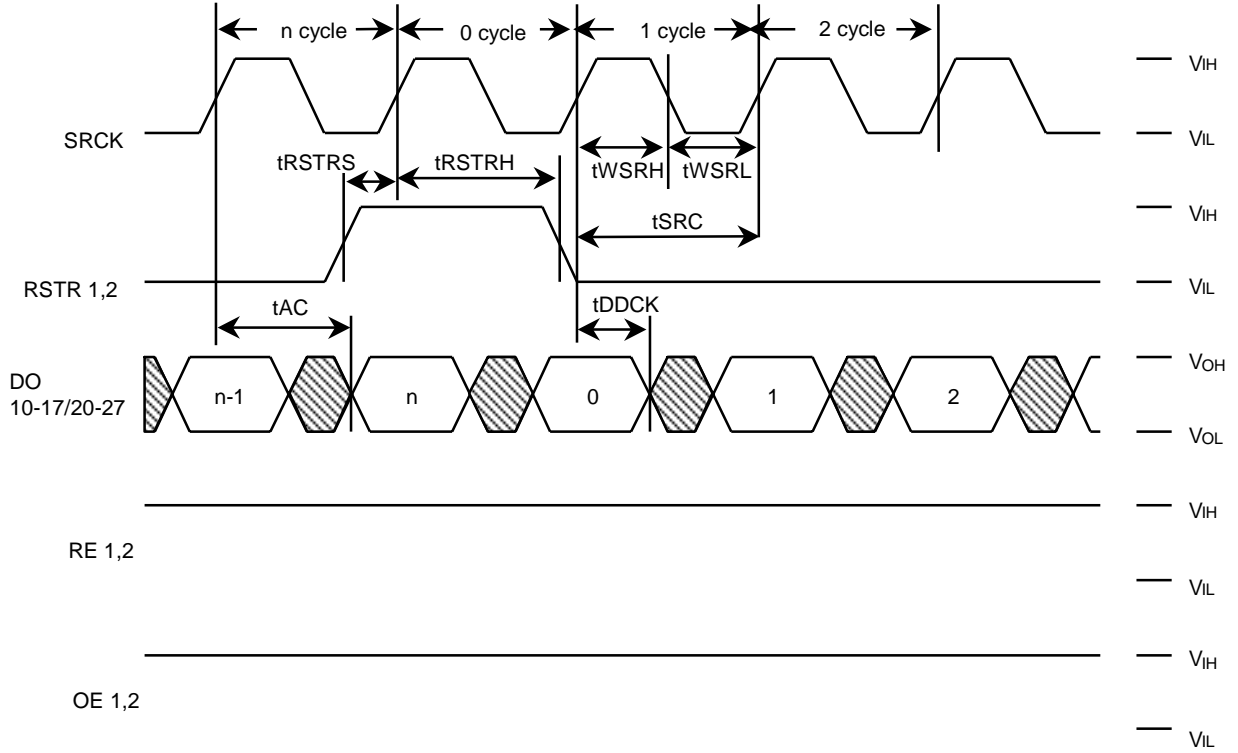 n cycle 0 cycle 1 cycle 2 cycle
VIH
SRCK
VIL
tRSTRS tRSTRH tWSRH tWSRL
VIH
tSRC
RSTR 1,2
VIL
tAC tDDCK
VOH
DO
10-17/20-27
n-1 n 0 1 2
VOL
VIH
RE 1,2
VIL
VIH
OE 1,2
VIL